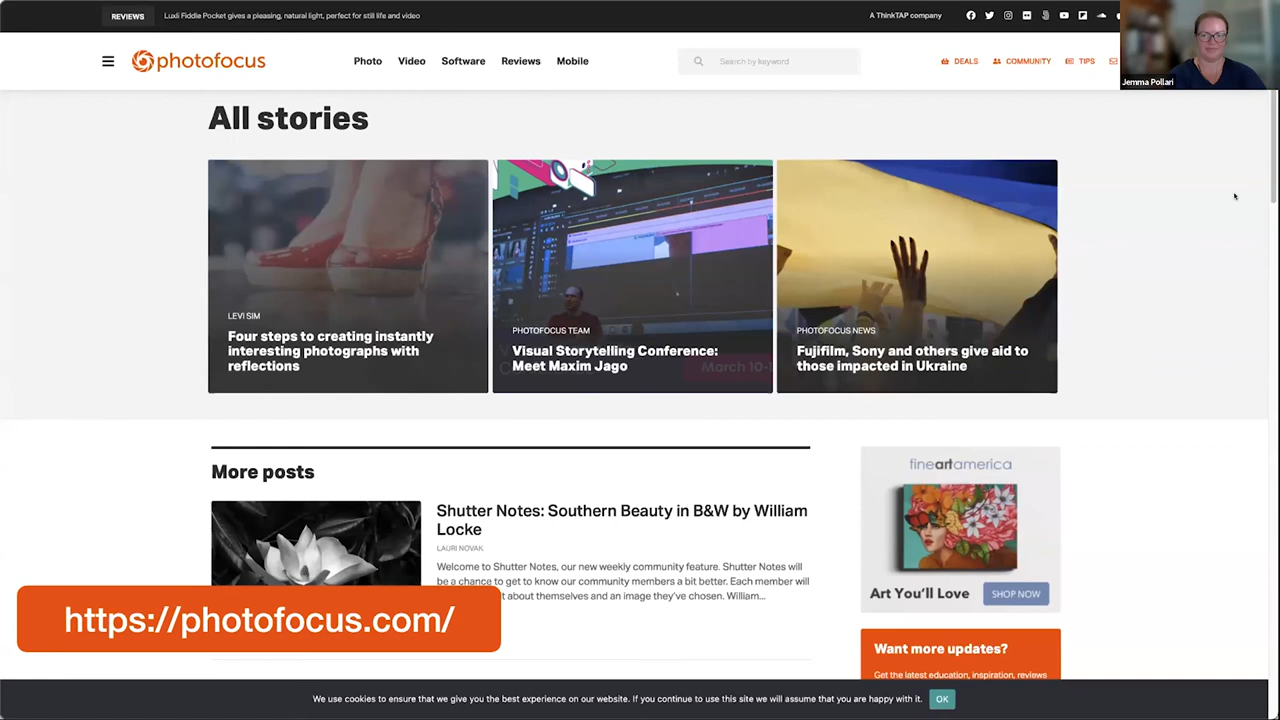 REVIEWS
Luxli Fiddle Pocket gives a pleasing, natural light, perfect for still life and video
A ThinkTAP company
photofocus
Photo
Video
Software
Reviews
Mobile
Search by keyword
DEALS
COMMUNITY
TIPS
Jemma Pollari
All stories
LEVI SIM
Four steps to creating instantly
interesting photographs with
reflections
PHOTOFOCUS TEAM
Visual Storytelling Conference:
Meet Maxim Jago
March 10-1
PHOTOFOCUS NEWS
Fujifilm, Sony and others give aid to
those impacted in Ukraine
More posts
Shutter Notes: Southern Beauty in B&W by William
Locke
LAURI NOVAK
Welcome to Shutter Notes, our new weekly community feature. Shutter Notes will
be a chance to get to know our community members a bit better. Each member will
about themselves and an image they've chosen. William...
fineartamerica
Art You'll Love
SHOP NOW
Want more updates?
Get the latest education, inspiration, reviews
https://photofocus.com/
We use cookies to ensure that we give you the best experience on our website. If you continue to use this site we will assume that you are happy with it.
OK